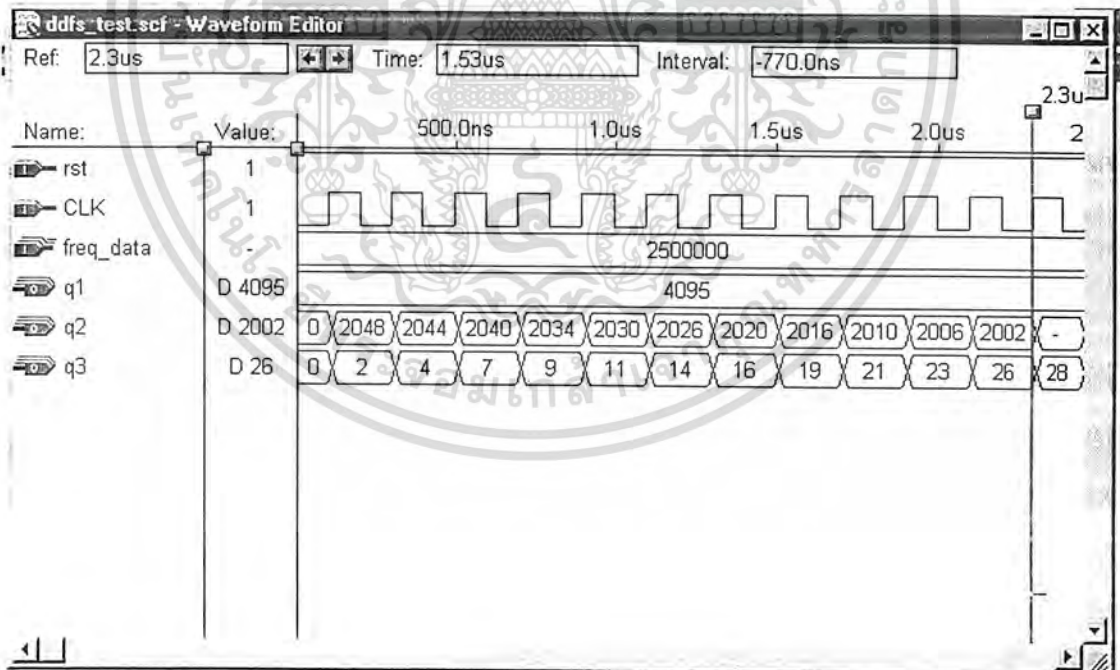 ddfs_test.scf - Waveform Editor
Ref: 2.3us Time: 1.53us Interval: -770.0ns
2.3u
Name: Value: 500.0ns 1.0us 1.5us 2.0us 2
rst 1
CLK 1
freq_data - 2500000
q1 D 4095 4095
q2 D 2002 0 2048 2044 2040 2034 2030 2026 2020 2016 2010 2006 2002 -
q3 D 26 0 2 4 7 9 11 14 16 19 21 23 26 28